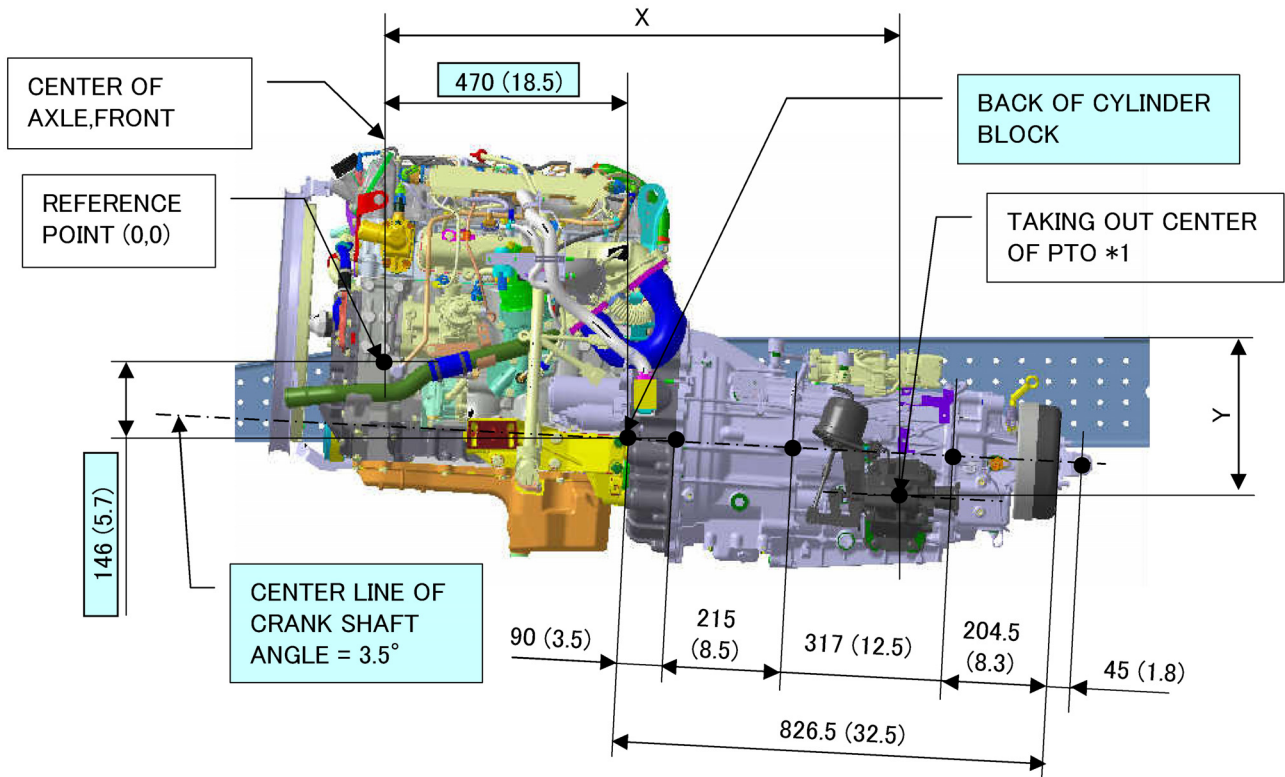 X
470 (18.5)
CENTER OF
AXLE,FRONT
BACK OF CYLINDER
BLOCK
REFERENCE
POINT (0,0)
TAKING OUT CENTER
OF PTO *1
Y
146 (5.7)
CENTER LINE OF
CRANK SHAFT
ANGLE = 3.5°
90 (3.5)
215
(8.5)
317 (12.5)
204.5
(8.3)
45 (1.8)
826.5 (32.5)